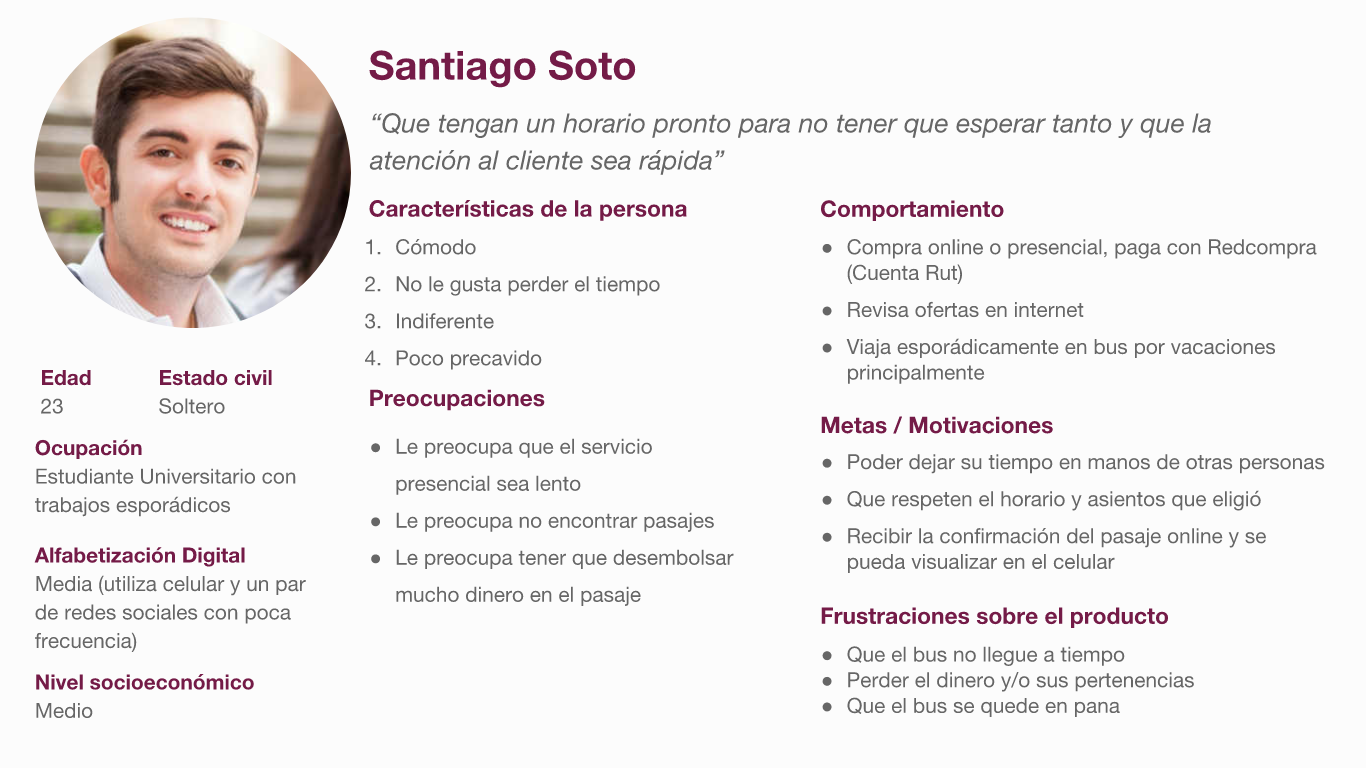 Santiago Soto
“Que tengan un horario pronto para no tener que esperar tanto y que la
atención al cliente sea rápida”
Edad
23
Estado civil
Soltero
Ocupación
Estudiante Universitario con
trabajos esporádicos
Alfabetización Digital
Media (utiliza celular y un par
de redes sociales con poca
frecuencia)
Nivel socioeconómico
Medio
Características de la persona
1. Cómodo
2. No le gusta perder el tiempo
3. Indiferente
4. Poco precavido
Preocupaciones
● Le preocupa que el servicio
presencial sea lento
● Le preocupa no encontrar pasajes
● Le preocupa tener que desembolsar
mucho dinero en el pasaje
Comportamiento
● Compra online o presencial, paga con Redcompra
(Cuenta Rut)
● Revisa ofertas en internet
● Viaja esporádicamente en bus por vacaciones
principalmente
Metas / Motivaciones
● Poder dejar su tiempo en manos de otras personas
● Que respeten el horario y asientos que eligió
● Recibir la confirmación del pasaje online y se
pueda visualizar en el celular
Frustraciones sobre el producto
● Que el bus no llegue a tiempo
● Perder el dinero y/o sus pertenencias
● Que el bus se quede en pana